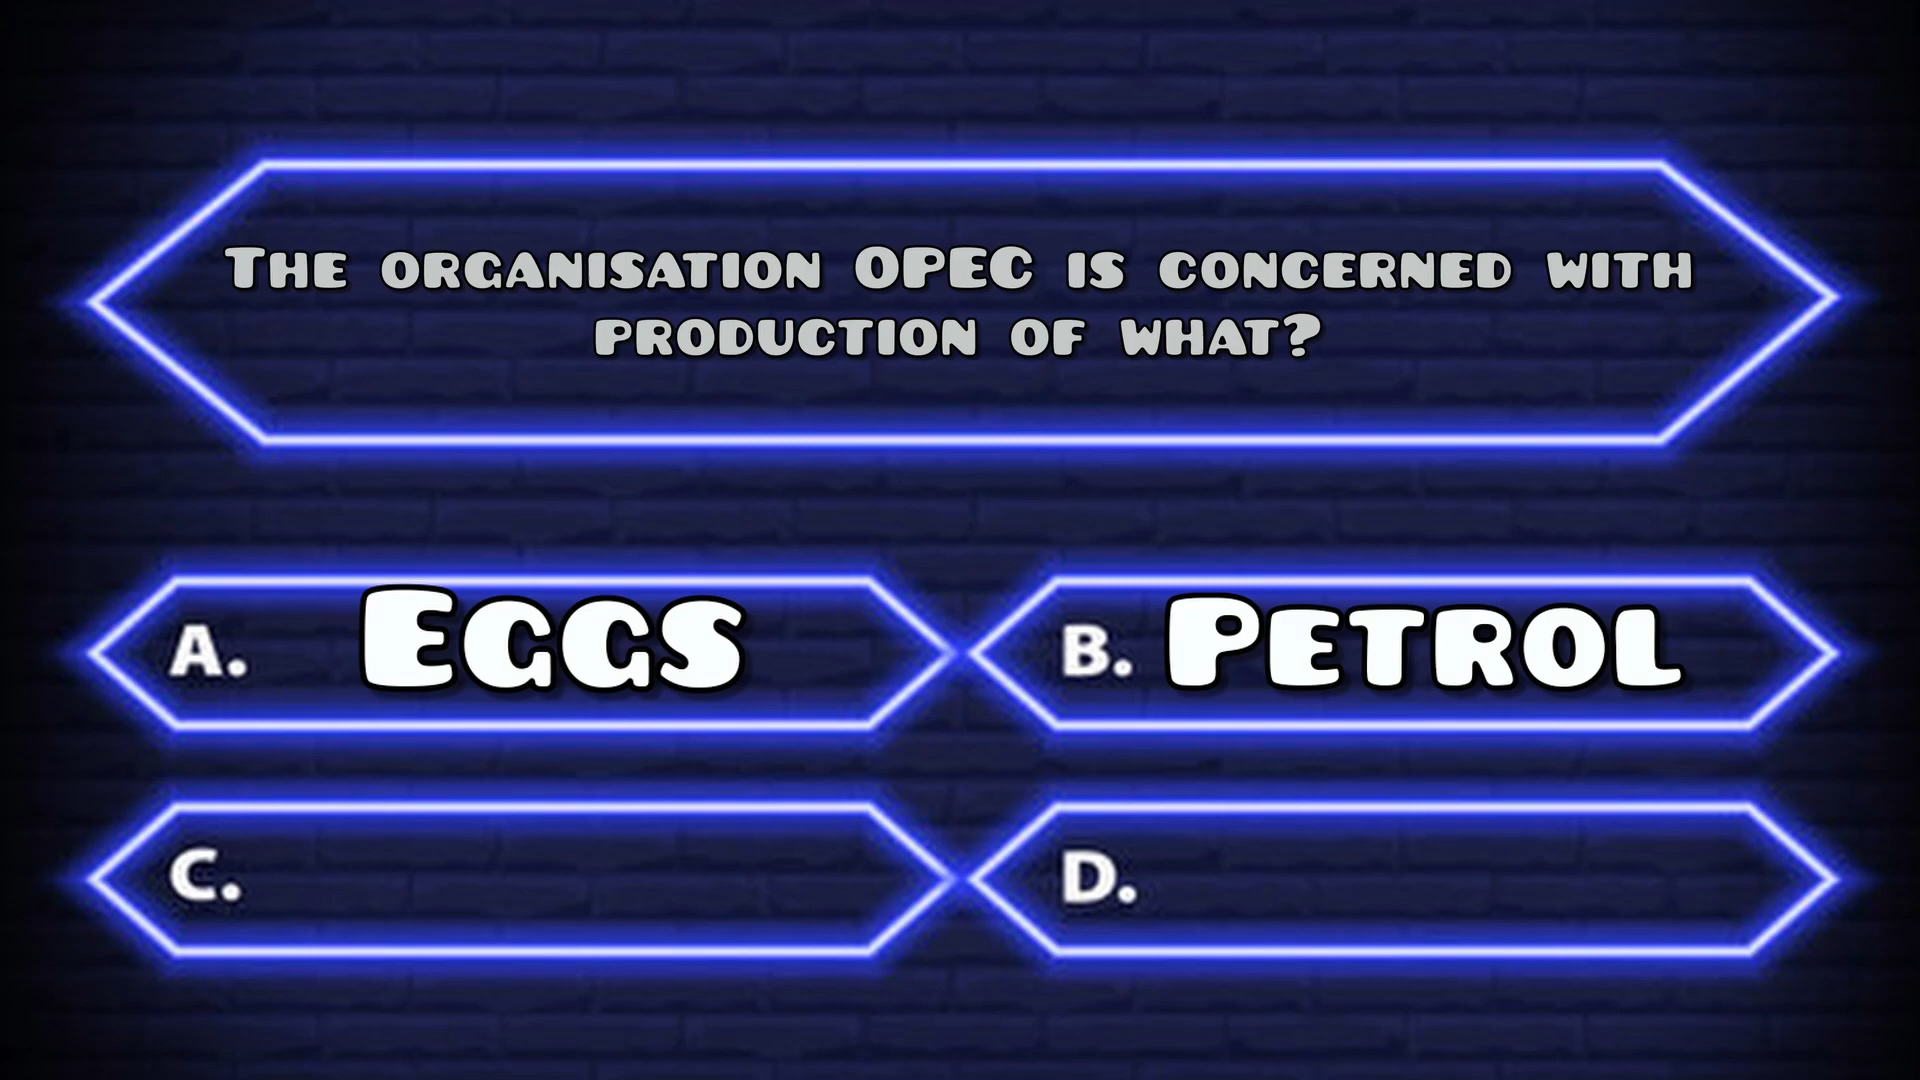 The organisation OPEC is concerned with
production of what?
A. Eggs
B. Petrol
C.
D.